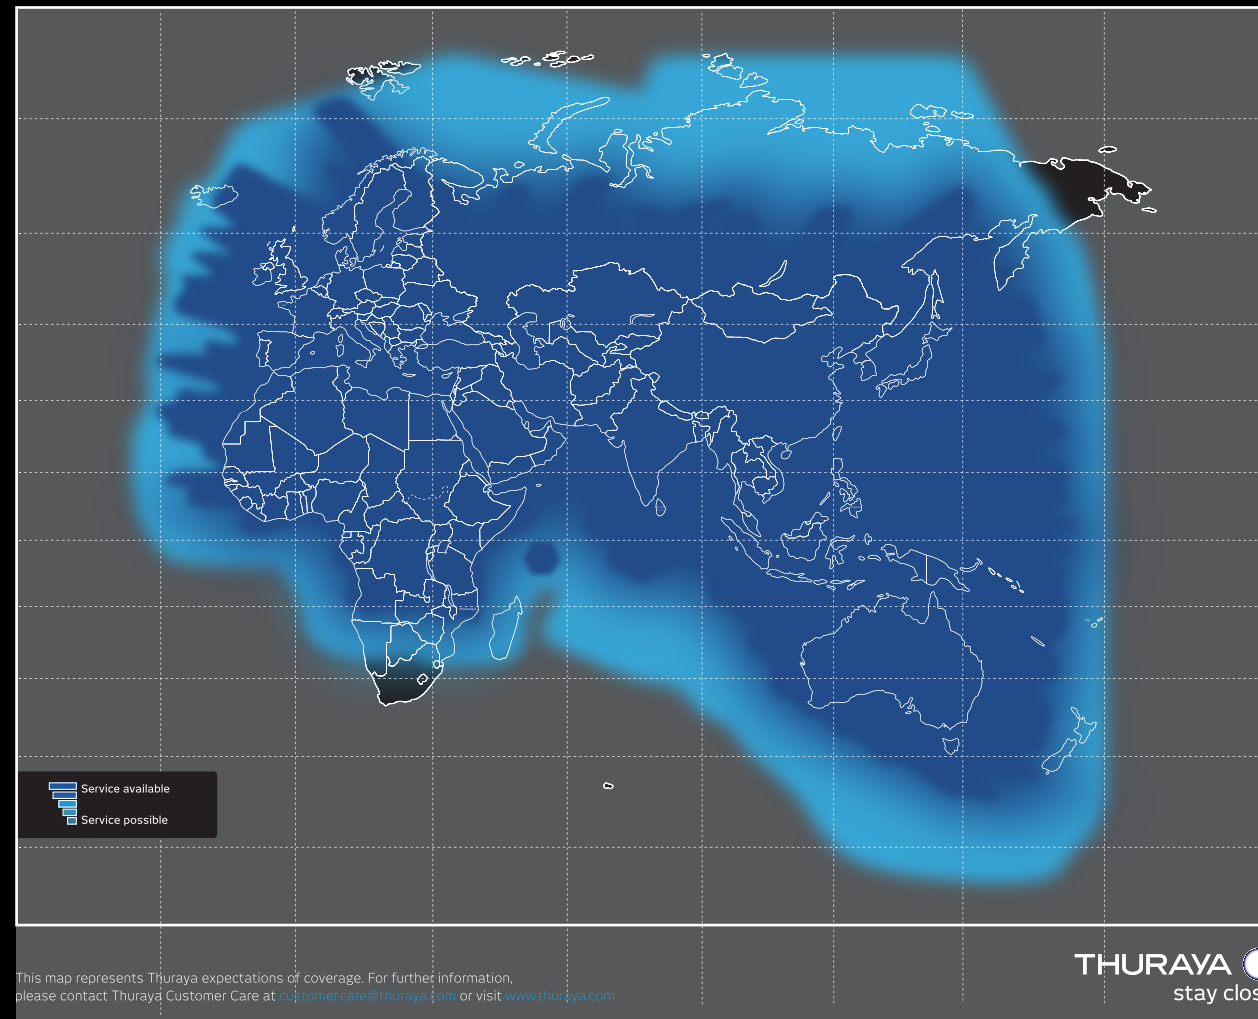 Service available
Service possible
This map represents Thuraya expectations of coverage. For further information,
please contact Thuraya Customer Care at customer.care@thuraya.com or visit www.thuraya.com
THURAYA
stay clos